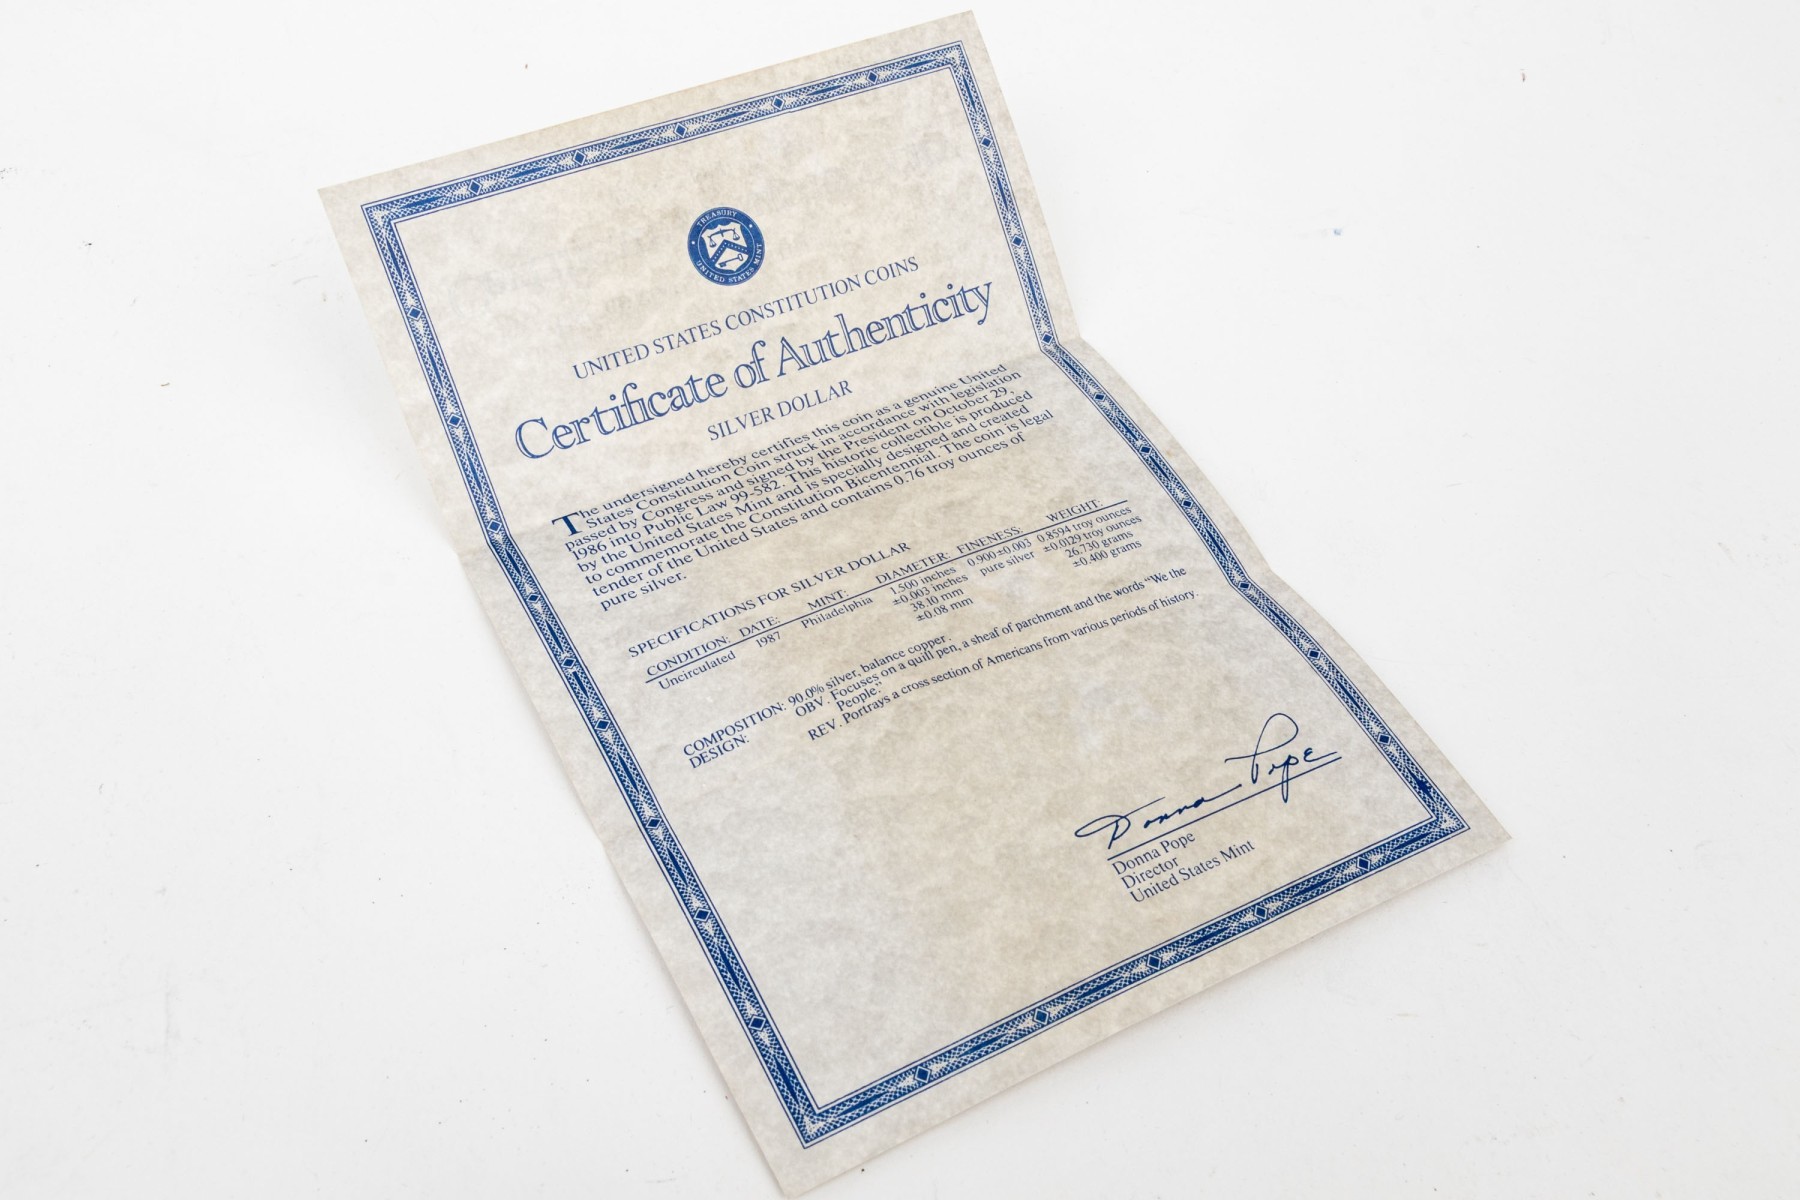 TREASURY
UNITED STATES MINT
UNITED STATES CONSTITUTION COINS
Certificate of Authenticity
SILVER DOLLAR
The undersigned hereby certifies this coin as a genuine United
States Constitution Coin struck in accordance with legislation
passed by Congress and signed by the President on October 29,
1986 into Public Law 99-582. This historic collectible is produced
by the United States Mint and is specially designed and created
to commemorate the Constitution Bicentennial. The coin is legal
tender of the United States and contains 0.76 troy ounces of
pure silver.
SPECIFICATIONS FOR SILVER DOLLAR
CONDITION: DATE: MINT: DIAMETER: FINENESS: WEIGHT:
Uncirculated 1987 Philadelphia 1.500 inches 0.900±0.003 0.8594 troy ounces
±0.003 inches pure silver ±0.0129 troy ounces
38.10 mm 26.730 grams
±0.08 mm ±0.400 grams
COMPOSITION: 90.0% silver, balance copper.
DESIGN: OBV. Focuses on a quill pen, a sheaf of parchment and the words "We the
People."
REV. Portrays a cross section of Americans from various periods of history.
Donna Pope
Donna Pope
Director
United States Mint